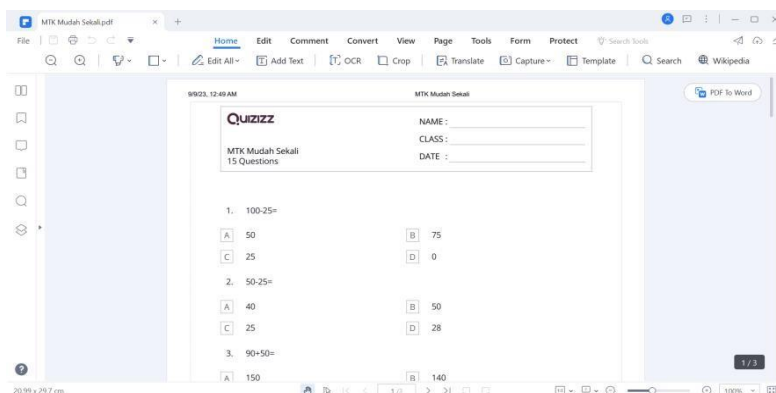 MTK Mudah Sekali.pdf
File Home Edit Comment Convert View Page Tools Form Protect Search Tools
Edit All Add Text OCR Crop Translate Capture Template Search Wikipedia
PDF To Word
9/9/23, 12:49 AM MTK Mudah Sekali
Quizizz
NAME :
CLASS :
DATE :
MTK Mudah Sekali
15 Questions
1. 100-25=
A 50 B 75
C 25 D 0
2. 50-25=
A 40 B 50
C 25 D 28
3. 90+50=
A 150 B 140
1 / 3
20.99 x 29.7 cm 100%